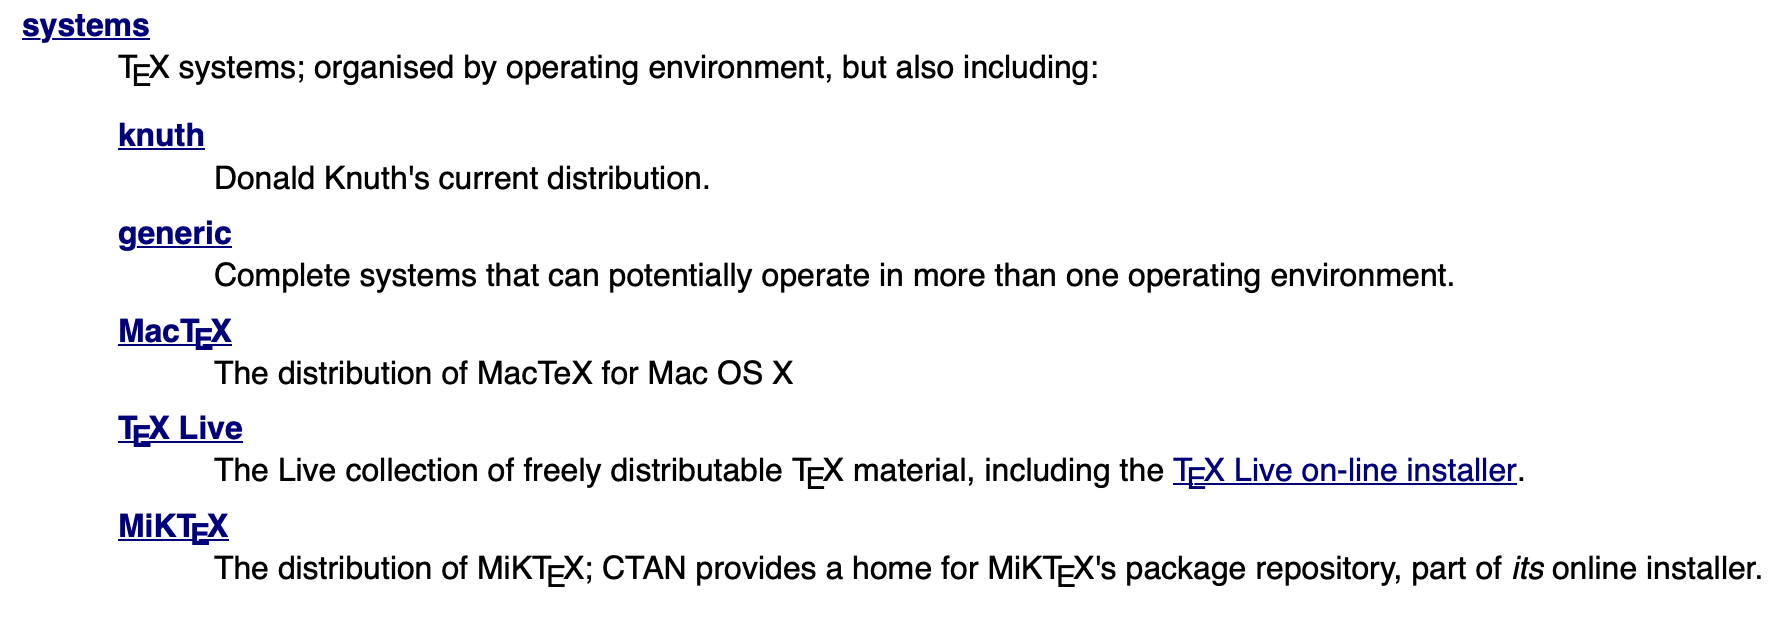 systems
TEX systems; organised by operating environment, but also including:
knuth
Donald Knuth's current distribution.
generic
Complete systems that can potentially operate in more than one operating environment.
MacTEX
The distribution of MacTeX for Mac OS X
TEX Live
The Live collection of freely distributable TEX material, including the TEX Live on-line installer.
MiKTEX
The distribution of MiKTEX; CTAN provides a home for MiKTEX's package repository, part of its online installer.